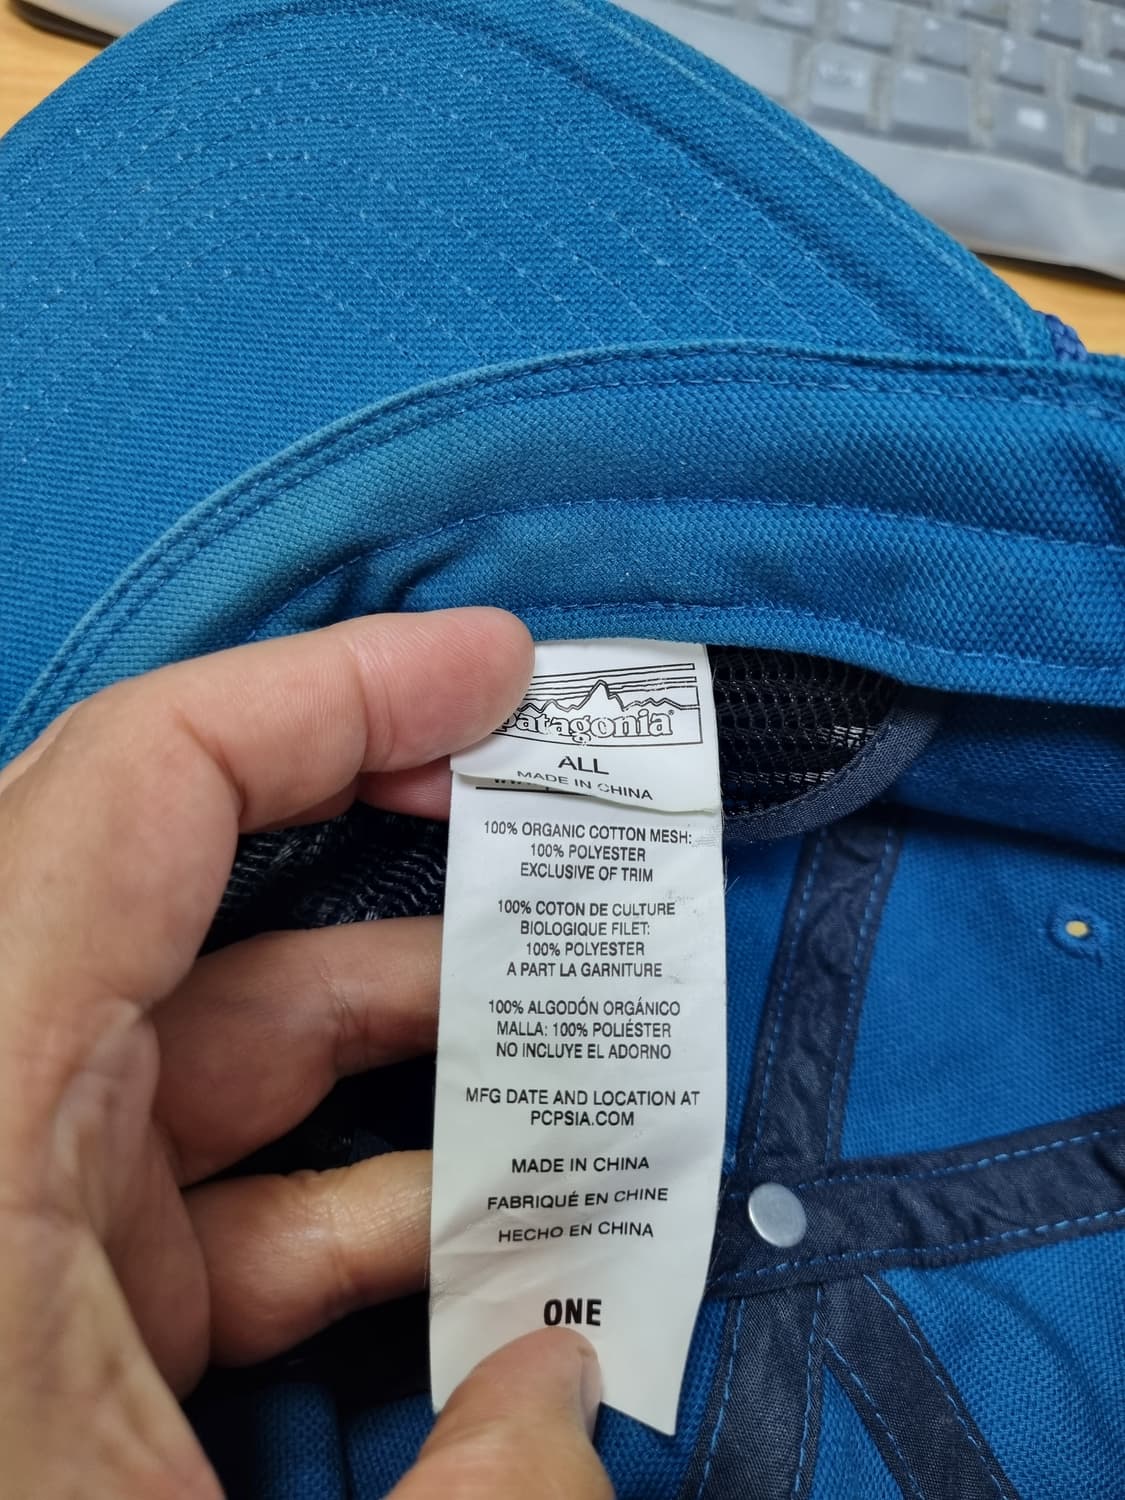 patagonia®
ALL
MADE IN CHINA
100% ORGANIC COTTON MESH:
100% POLYESTER
EXCLUSIVE OF TRIM
100% COTON DE CULTURE
BIOLOGIQUE FILET:
100% POLYESTER
A PART LA GARNITURE
100% ALGODÓN ORGÁNICO
MALLA: 100% POLIÉSTER
NO INCLUYE EL ADORNO
MFG DATE AND LOCATION AT
PCPSIA.COM
MADE IN CHINA
FABRIQUÉ EN CHINE
HECHO EN CHINA
ONE